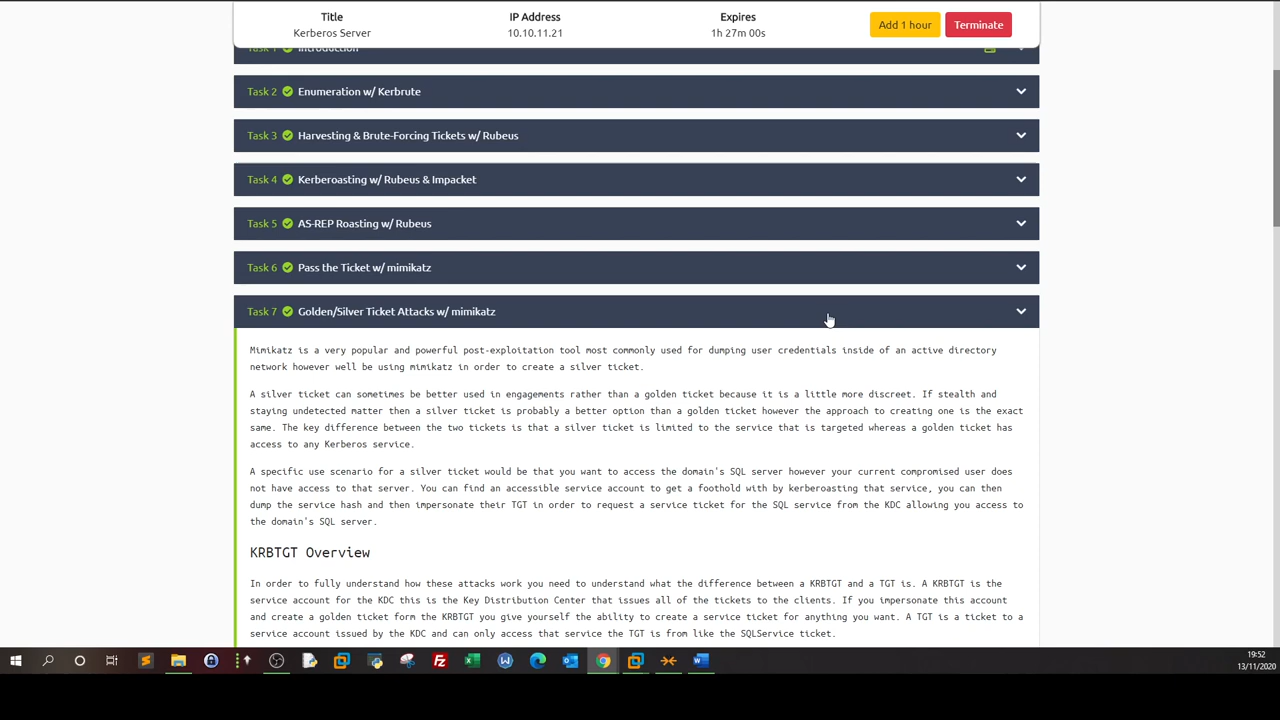 Title
Kerberos Server
IP Address
10.10.11.21
Expires
1h 27m 00s
Add 1 hour
Terminate
Task 1 Introduction
Task 2 Enumeration w/ Kerbrute
Task 3 Harvesting & Brute-Forcing Tickets w/ Rubeus
Task 4 Kerberoasting w/ Rubeus & Impacket
Task 5 AS-REP Roasting w/ Rubeus
Task 6 Pass the Ticket w/ mimikatz
Task 7 Golden/Silver Ticket Attacks w/ mimikatz
Mimikatz is a very popular and powerful post-exploitation tool most commonly used for dumping user credentials inside of an active directory
network however well be using mimikatz in order to create a silver ticket.
A silver ticket can sometimes be better used in engagements rather than a golden ticket because it is a little more discreet. If stealth and
staying undetected matter then a silver ticket is probably a better option than a golden ticket however the approach to creating one is the exact
same. The key difference between the two tickets is that a silver ticket is limited to the service that is targeted whereas a golden ticket has
access to any Kerberos service.
A specific use scenario for a silver ticket would be that you want to access the domain's SQL server however your current compromised user does
not have access to that server. You can find an accessible service account to get a foothold with by kerberoasting that service, you can then
dump the service hash and then impersonate their TGT in order to request a service ticket for the SQL service from the KDC allowing you access to
the domain's SQL server.
KRBTGT Overview
In order to fully understand how these attacks work you need to understand what the difference between a KRBTGT and a TGT is. A KRBTGT is the
service account for the KDC this is the Key Distribution Center that issues all of the tickets to the clients. If you impersonate this account
and create a golden ticket form the KRBTGT you give yourself the ability to create a service ticket for anything you want. A TGT is a ticket to a
service account issued by the KDC and can only access that service the TGT is from like the SQLService ticket.
19:52
13/11/2020